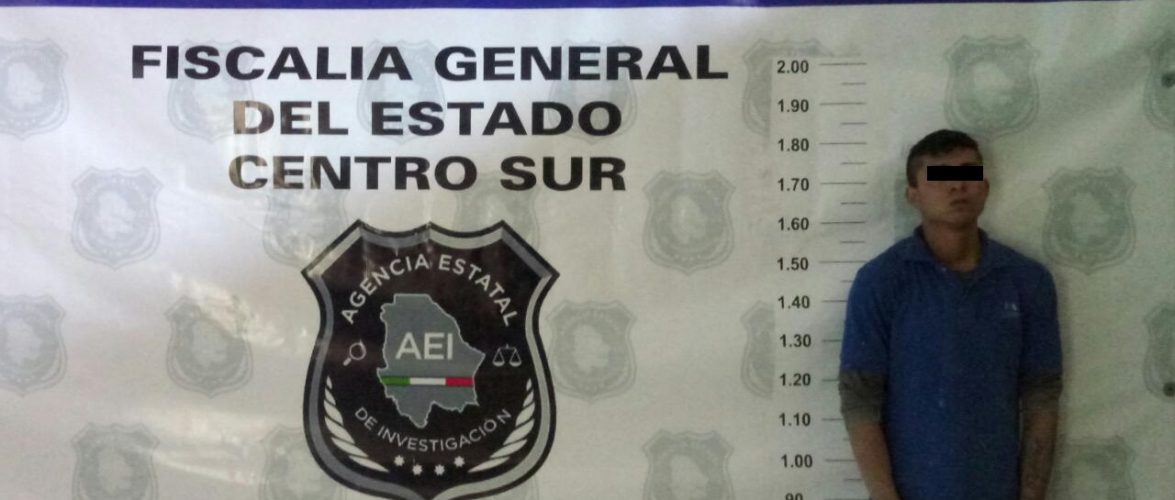 FISCALIA GENERAL
DEL ESTADO
CENTRO SUR
AGENCIA ESTATAL
AEI
DE INVESTIGACIÓN
2.00
1.90
1.80
1.70
1.60
1.50
1.40
1.30
1.20
1.10
1.00
90